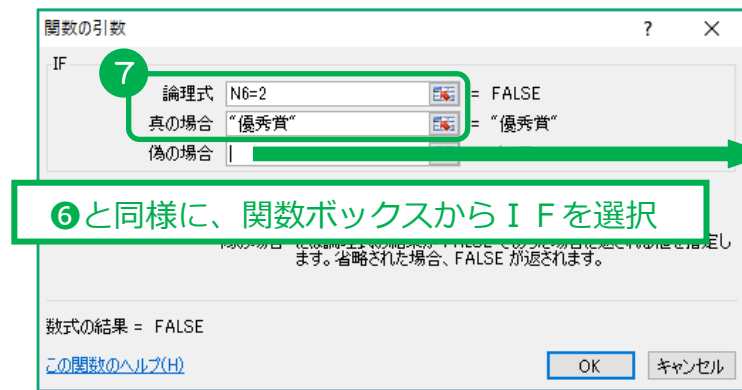 関数の引数 ? ×
IF
7
論理式 N6=2 = FALSE
真の場合 "優秀賞" = "優秀賞"
偽の場合
❻と同様に、関数ボックスからＩＦを選択
ます。省略された場合、FALSE が返されます。
数式の結果 = FALSE
この関数のヘルプ(H) OK キャンセル